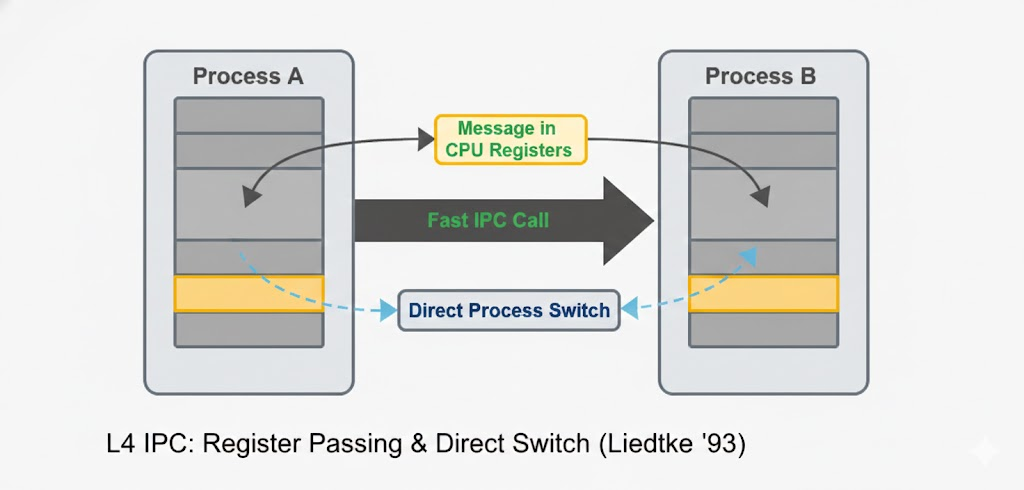 Process A
Process B
Message in
CPU Registers
Fast IPC Call
Direct Process Switch
L4 IPC: Register Passing & Direct Switch (Liedtke '93)